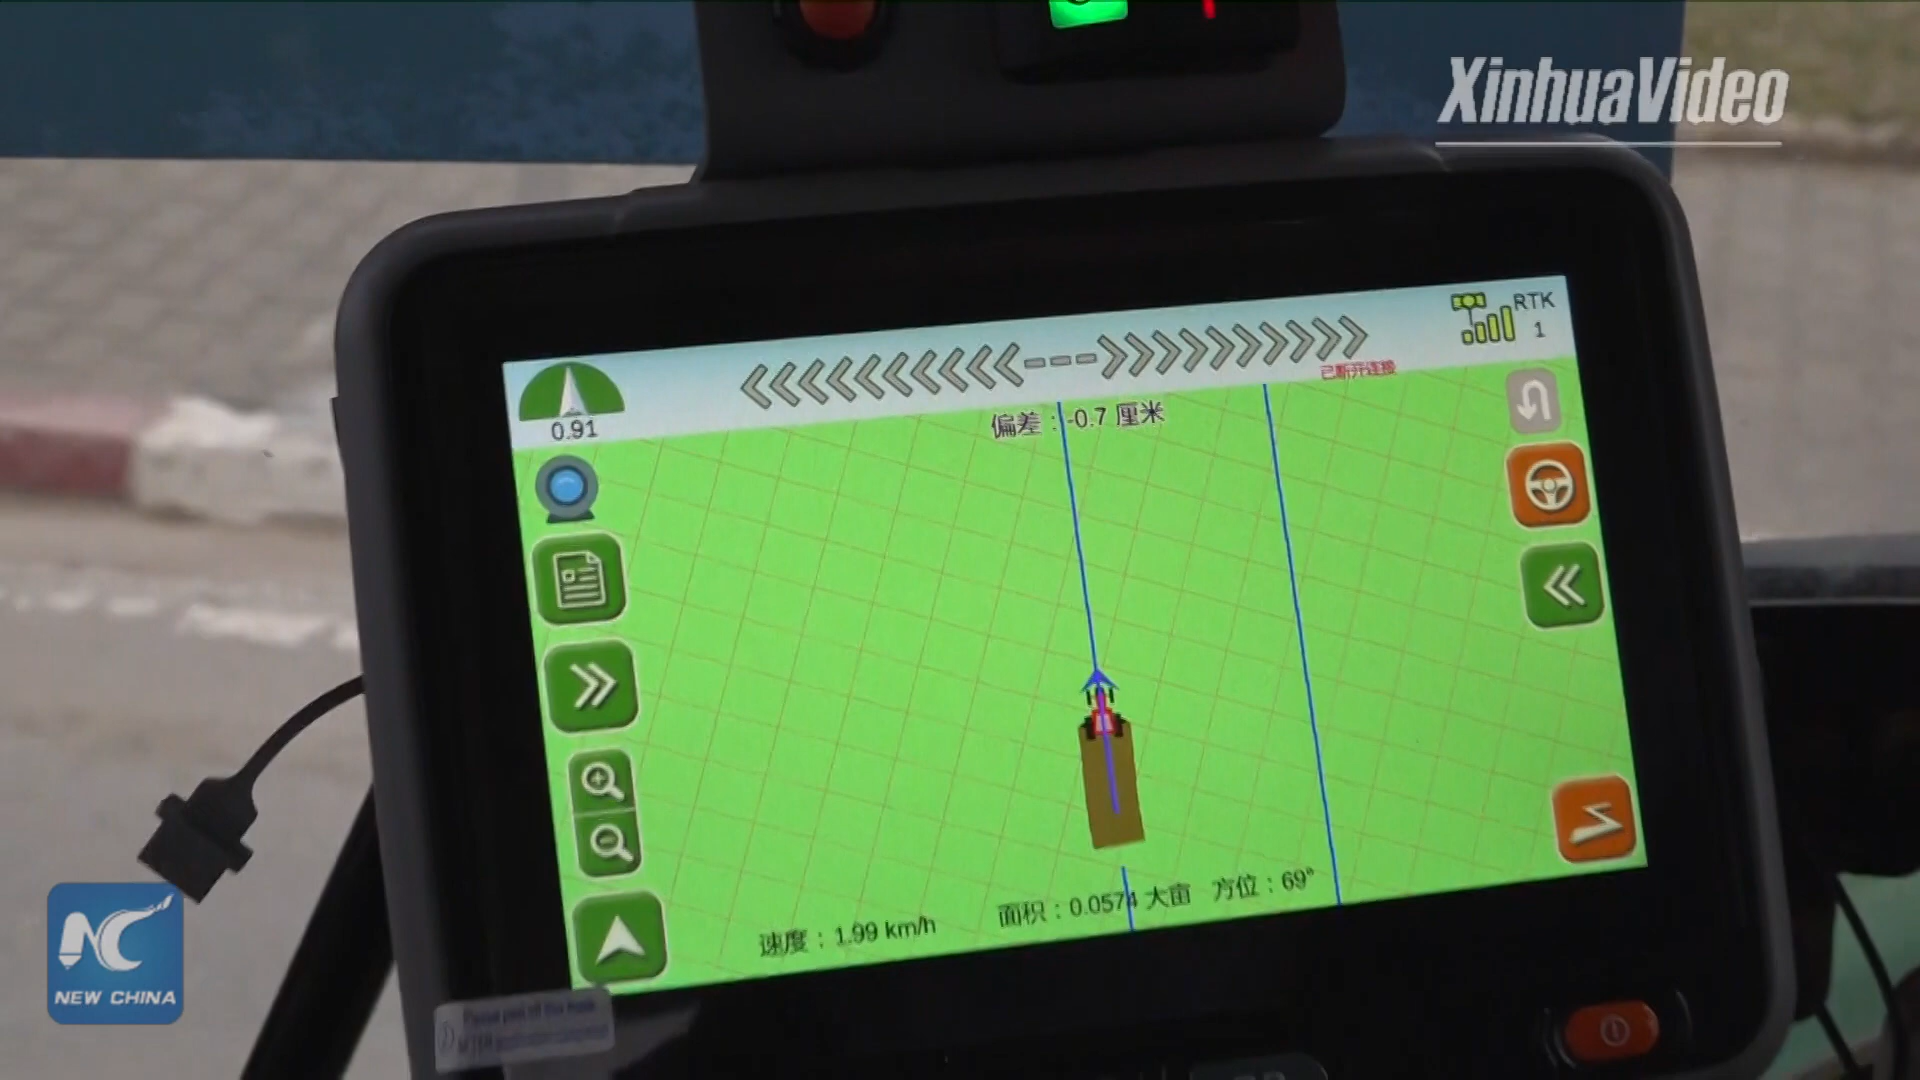 XinhuaVideo
RTK
1
已断开连接
0.91
偏差：-0.7 厘米
面积：0.0574 大亩 方位：69°
速度：1.99 km/h
NEW CHINA